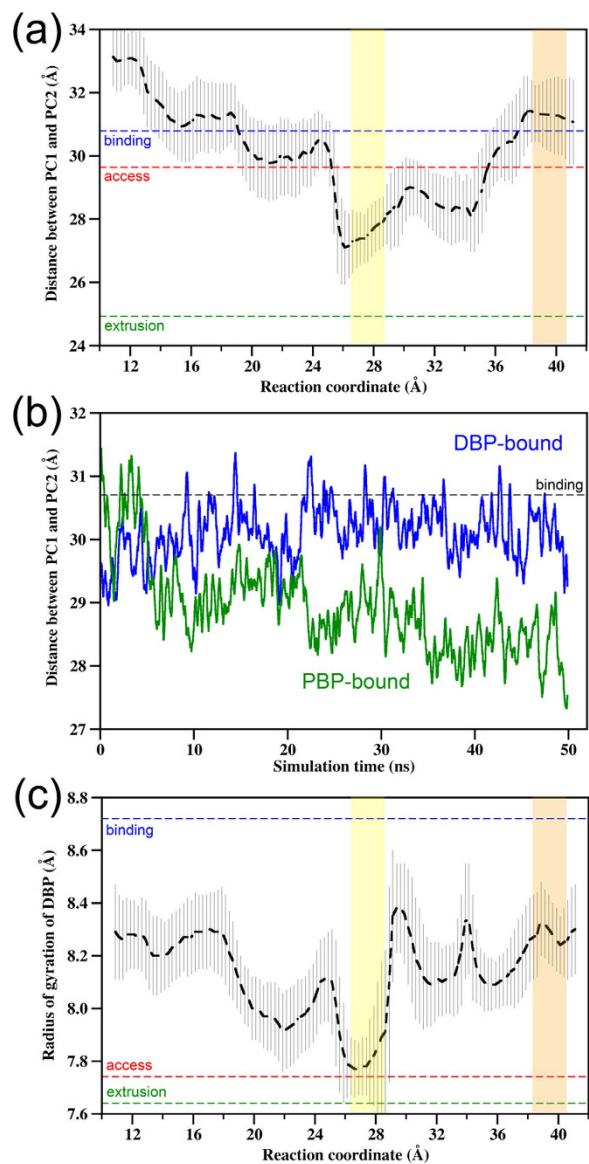 (a)
Distance between PC1 and PC2 (Å)
34
32
30
28
26
24
binding
access
extrusion
12 16 20 24 28 32 36 40
Reaction coordinate (Å)
(b)
Distance between PC1 and PC2 (Å)
32
31
30
29
28
27
DBP-bound
binding
PBP-bound
0 10 20 30 40 50
Simulation time (ns)
(c)
Radius of gyration of DBP (Å)
8.8
8.6
8.4
8.2
8.0
7.8
7.6
binding
access
extrusion
12 16 20 24 28 32 36 40
Reaction coordinate (Å)